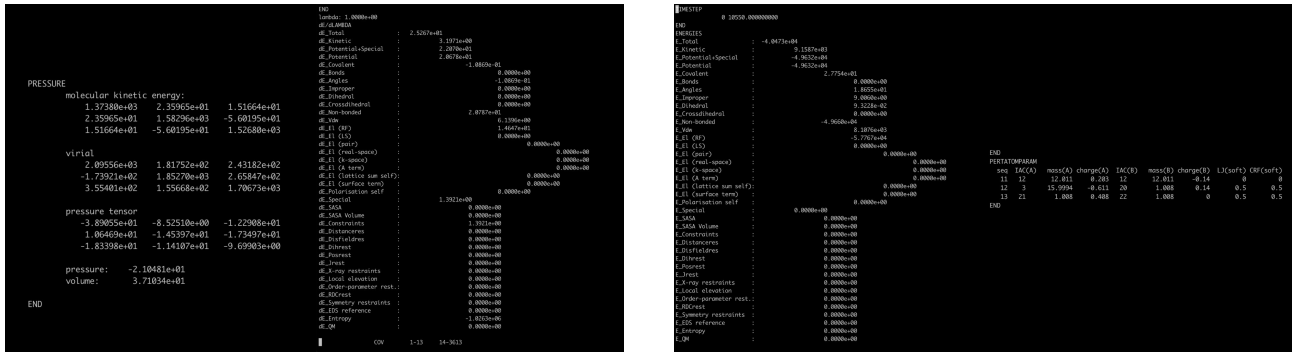 PRESSURE
molecular kinetic energy:
1.37380e+03 2.35965e+01 1.51664e+01
2.35965e+01 1.58296e+03 -5.60195e+01
1.51664e+01 -5.60195e+01 1.52680e+03
virial
2.09556e+03 1.81752e+02 2.43182e+02
-1.73921e+02 1.85270e+03 2.65847e+02
3.55401e+02 1.55668e+02 1.70673e+03
pressure tensor
-3.89055e+01 -8.52510e+00 -1.22908e+01
1.06469e+01 -1.45397e+01 -1.73497e+01
-1.83398e+01 -1.14107e+01 -9.69903e+00
pressure: -2.10481e+01
volume: 3.71034e+01
END
END
lambda: 1.0000e+00
dE/dLAMBDA
dE_Total : 2.5267e+01
dE_Kinetic : 3.1971e+00
dE_Potential+Special : 2.2070e+01
dE_Potential : 2.0678e+01
dE_Covalent : -1.0869e-01
dE_Bonds : 0.0000e+00
dE_Angles : -1.0869e-01
dE_Improper : 0.0000e+00
dE_Dihedral : 0.0000e+00
dE_Crossdihedral : 0.0000e+00
dE_Non-bonded : 2.0787e+01
dE_Vdw : 6.1396e+00
dE_El (RF) : 1.4647e+01
dE_El (LS) : 0.0000e+00
dE_El (pair) : 0.0000e+00
dE_El (real-space) : 0.0000e+00
dE_El (k-space) : 0.0000e+00
dE_El (A term) : 0.0000e+00
dE_El (lattice sum self): 0.0000e+00
dE_El (surface term) : 0.0000e+00
dE_Polarisation self : 0.0000e+00
dE_Special : 1.3921e+00
dE_SASA : 0.0000e+00
dE_SASA Volume : 0.0000e+00
dE_Constraints : 1.3921e+00
dE_Distanceres : 0.0000e+00
dE_Disfieldres : 0.0000e+00
dE_Dihrest : 0.0000e+00
dE_Posrest : 0.0000e+00
dE_Jrest : 0.0000e+00
dE_X-ray restraints : 0.0000e+00
dE_Local elevation : 0.0000e+00
dE_Order-parameter rest.: 0.0000e+00
dE_RDCrest : 0.0000e+00
dE_Symmetry restraints : 0.0000e+00
dE_EDS reference : 0.0000e+00
dE_Entropy : -1.0263e+06
dE_QM : 0.0000e+00
COV 1-13 14-3613
TIMESTEP
0 10550.000000000
END
ENERGIES
E_Total : -4.0473e+04
E_Kinetic : 9.1587e+03
E_Potential+Special : -4.9632e+04
E_Potential : -4.9632e+04
E_Covalent : 2.7754e+01
E_Bonds : 0.0000e+00
E_Angles : 1.8655e+01
E_Improper : 9.0060e+00
E_Dihedral : 9.3228e-02
E_Crossdihedral : 0.0000e+00
E_Non-bonded : -4.9660e+04
E_Vdw : 8.1076e+03
E_El (RF) : -5.7767e+04
E_El (LS) : 0.0000e+00
E_El (pair) : 0.0000e+00
E_El (real-space) : 0.0000e+00
E_El (k-space) : 0.0000e+00
E_El (A term) : 0.0000e+00
E_El (lattice sum self): 0.0000e+00
E_El (surface term) : 0.0000e+00
E_Polarisation self : 0.0000e+00
E_Special : 0.0000e+00
E_SASA : 0.0000e+00
E_SASA Volume : 0.0000e+00
E_Constraints : 0.0000e+00
E_Distanceres : 0.0000e+00
E_Disfieldres : 0.0000e+00
E_Dihrest : 0.0000e+00
E_Posrest : 0.0000e+00
E_Jrest : 0.0000e+00
E_X-ray restraints : 0.0000e+00
E_Local elevation : 0.0000e+00
E_Order-parameter rest.: 0.0000e+00
E_RDCrest : 0.0000e+00
E_Symmetry restraints : 0.0000e+00
E_EDS reference : 0.0000e+00
E_Entropy : 0.0000e+00
E_QM : 0.0000e+00
END
PERTATOMPARAM
seq IAC(A) mass(A) charge(A) IAC(B) mass(B) charge(B) LJ(soft) CRF(soft)
11 12 12.011 0.203 12 12.011 -0.14 0 0
12 3 15.9994 -0.611 20 1.008 0.14 0.5 0.5
13 21 1.008 0.408 22 1.008 0 0.5 0.5
END